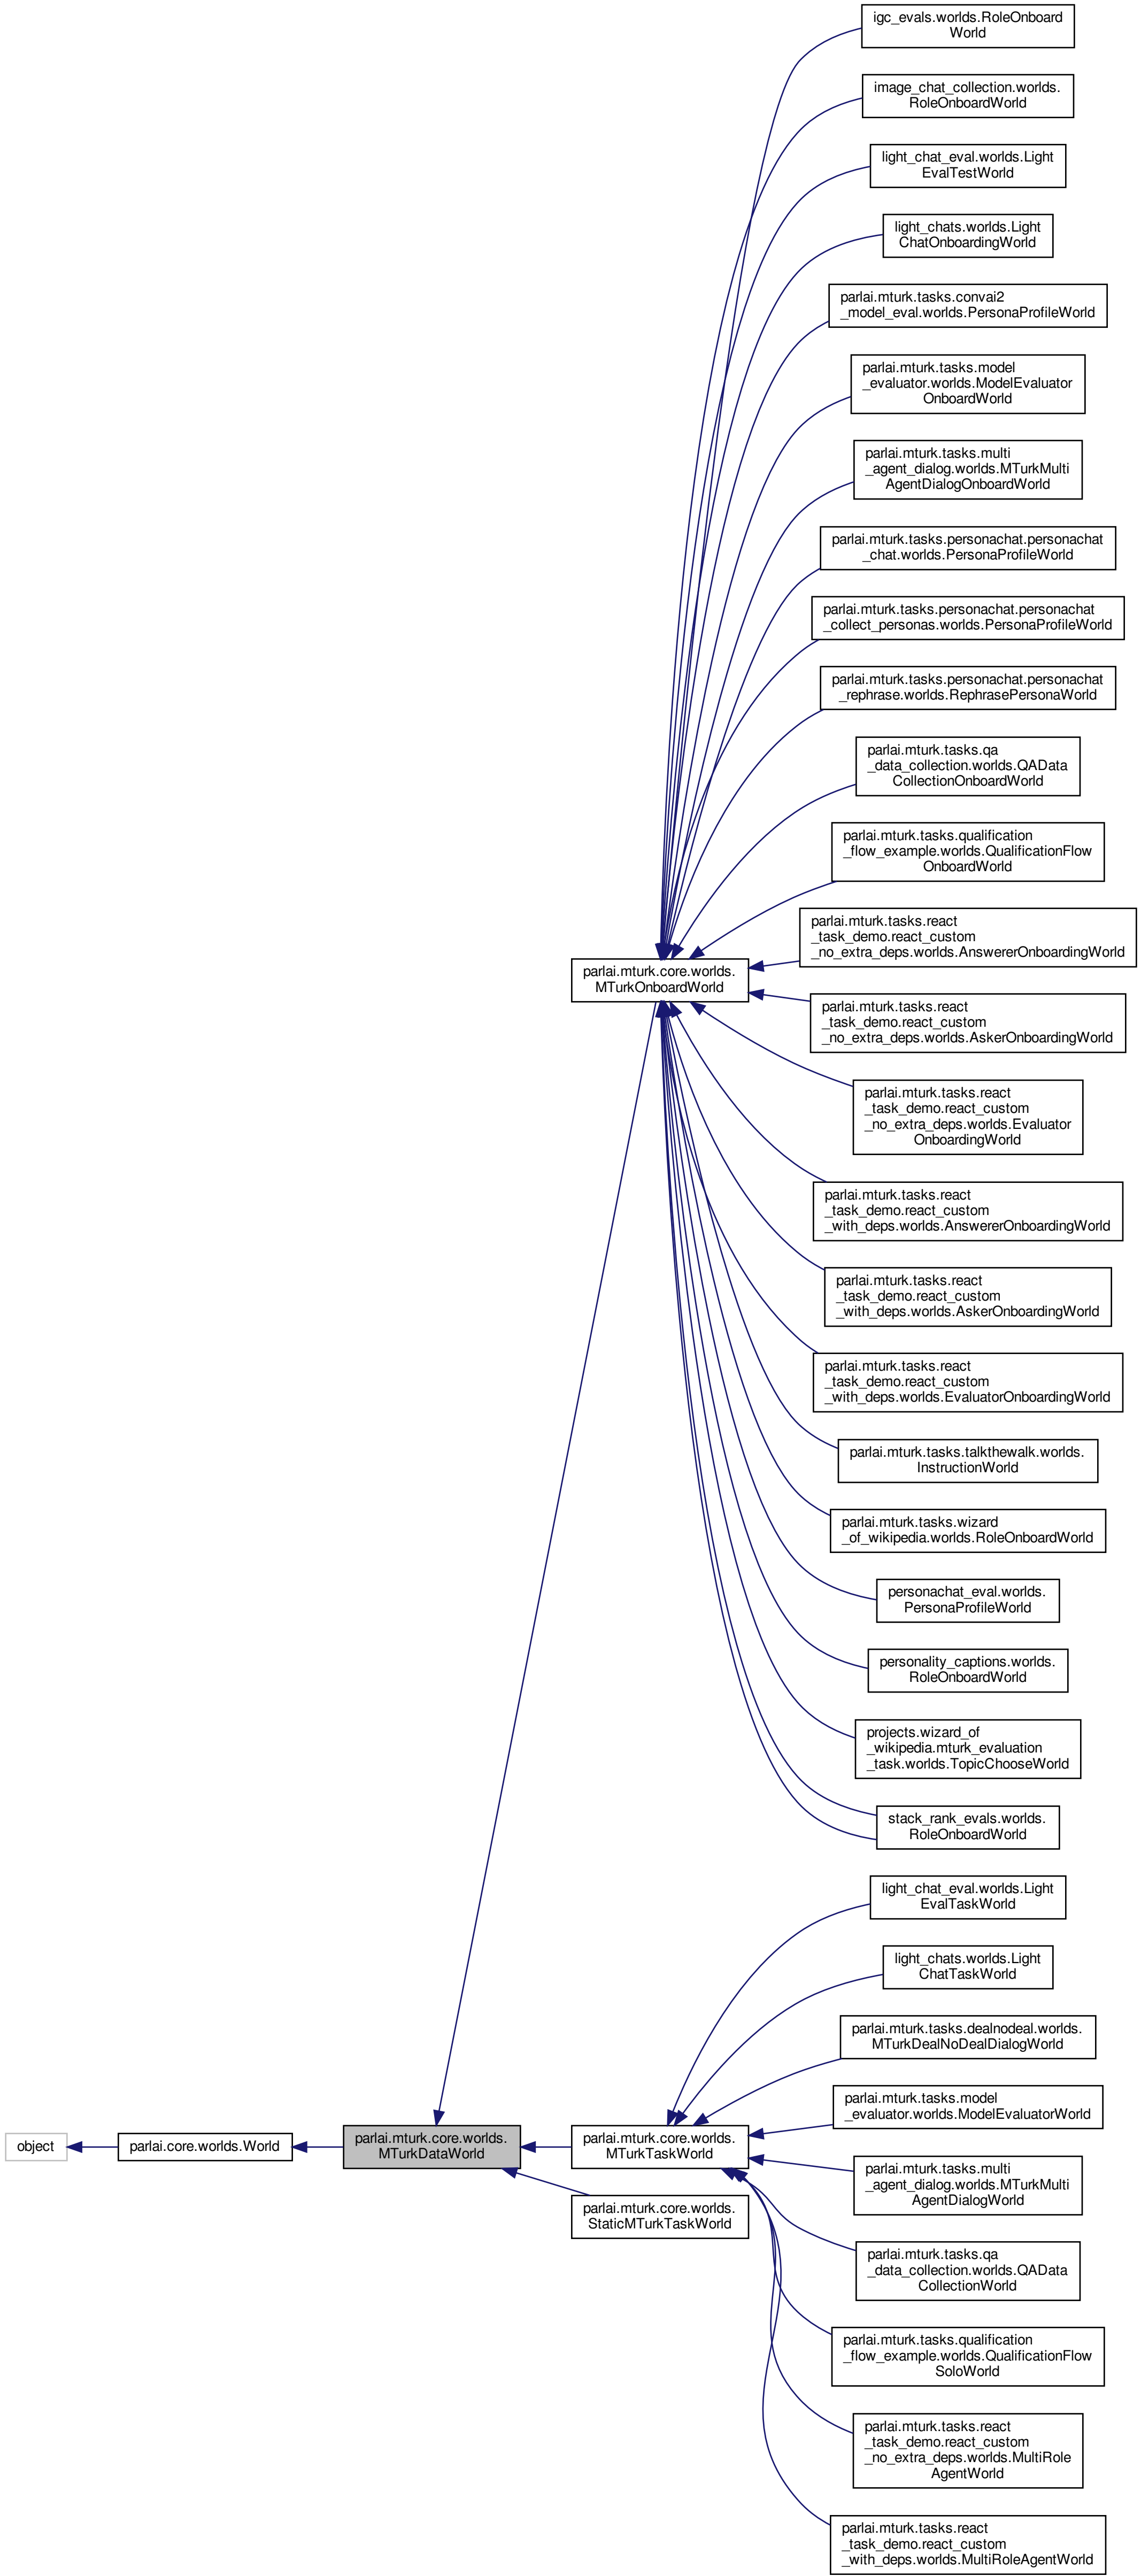 igc_evals.worlds.RoleOnboard
World
image_chat_collection.worlds.
RoleOnboardWorld
light_chat_eval.worlds.Light
EvalTestWorld
light_chats.worlds.Light
ChatOnboardingWorld
parlai.mturk.tasks.convai2
_model_eval.worlds.PersonaProfileWorld
parlai.mturk.tasks.model
_evaluator.worlds.ModelEvaluator
OnboardWorld
parlai.mturk.tasks.multi
_agent_dialog.worlds.MTurkMulti
AgentDialogOnboardWorld
parlai.mturk.tasks.personachat.personachat
_chat.worlds.PersonaProfileWorld
parlai.mturk.tasks.personachat.personachat
_collect_personas.worlds.PersonaProfileWorld
parlai.mturk.tasks.personachat.personachat
_rephrase.worlds.RephrasePersonaWorld
parlai.mturk.tasks.qa
_data_collection.worlds.QAData
CollectionOnboardWorld
parlai.mturk.tasks.qualification
_flow_example.worlds.QualificationFlow
OnboardWorld
parlai.mturk.tasks.react
_task_demo.react_custom
_no_extra_deps.worlds.AnswererOnboardingWorld
parlai.mturk.core.worlds.
MTurkOnboardWorld
parlai.mturk.tasks.react
_task_demo.react_custom
_no_extra_deps.worlds.AskerOnboardingWorld
parlai.mturk.tasks.react
_task_demo.react_custom
_no_extra_deps.worlds.Evaluator
OnboardingWorld
parlai.mturk.tasks.react
_task_demo.react_custom
_with_deps.worlds.AnswererOnboardingWorld
parlai.mturk.tasks.react
_task_demo.react_custom
_with_deps.worlds.AskerOnboardingWorld
parlai.mturk.tasks.react
_task_demo.react_custom
_with_deps.worlds.EvaluatorOnboardingWorld
parlai.mturk.tasks.talkthewalk.worlds.
InstructionWorld
parlai.mturk.tasks.wizard
_of_wikipedia.worlds.RoleOnboardWorld
personachat_eval.worlds.
PersonaProfileWorld
personality_captions.worlds.
RoleOnboardWorld
projects.wizard_of
_wikipedia.mturk_evaluation
_task.worlds.TopicChooseWorld
stack_rank_evals.worlds.
RoleOnboardWorld
light_chat_eval.worlds.Light
EvalTaskWorld
light_chats.worlds.Light
ChatTaskWorld
parlai.mturk.tasks.dealnodeal.worlds.
MTurkDealNoDealDialogWorld
parlai.mturk.tasks.model
_evaluator.worlds.ModelEvaluatorWorld
object
parlai.core.worlds.World
parlai.mturk.core.worlds.
MTurkDataWorld
parlai.mturk.core.worlds.
MTurkTaskWorld
parlai.mturk.tasks.multi
_agent_dialog.worlds.MTurkMulti
AgentDialogWorld
parlai.mturk.core.worlds.
StaticMTurkTaskWorld
parlai.mturk.tasks.qa
_data_collection.worlds.QAData
CollectionWorld
parlai.mturk.tasks.qualification
_flow_example.worlds.QualificationFlow
SoloWorld
parlai.mturk.tasks.react
_task_demo.react_custom
_no_extra_deps.worlds.MultiRole
AgentWorld
parlai.mturk.tasks.react
_task_demo.react_custom
_with_deps.worlds.MultiRoleAgentWorld